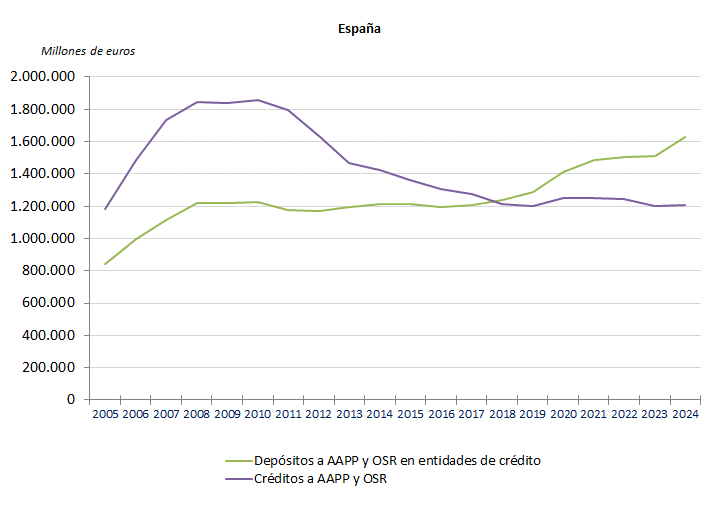 España
Millones de euros
2.000.000
1.800.000
1.600.000
1.400.000
1.200.000
1.000.000
800.000
600.000
400.000
200.000
0
2005 2006 2007 2008 2009 2010 2011 2012 2013 2014 2015 2016 2017 2018 2019 2020 2021 2022 2023 2024
Depósitos a AAPP y OSR en entidades de crédito
Créditos a AAPP y OSR